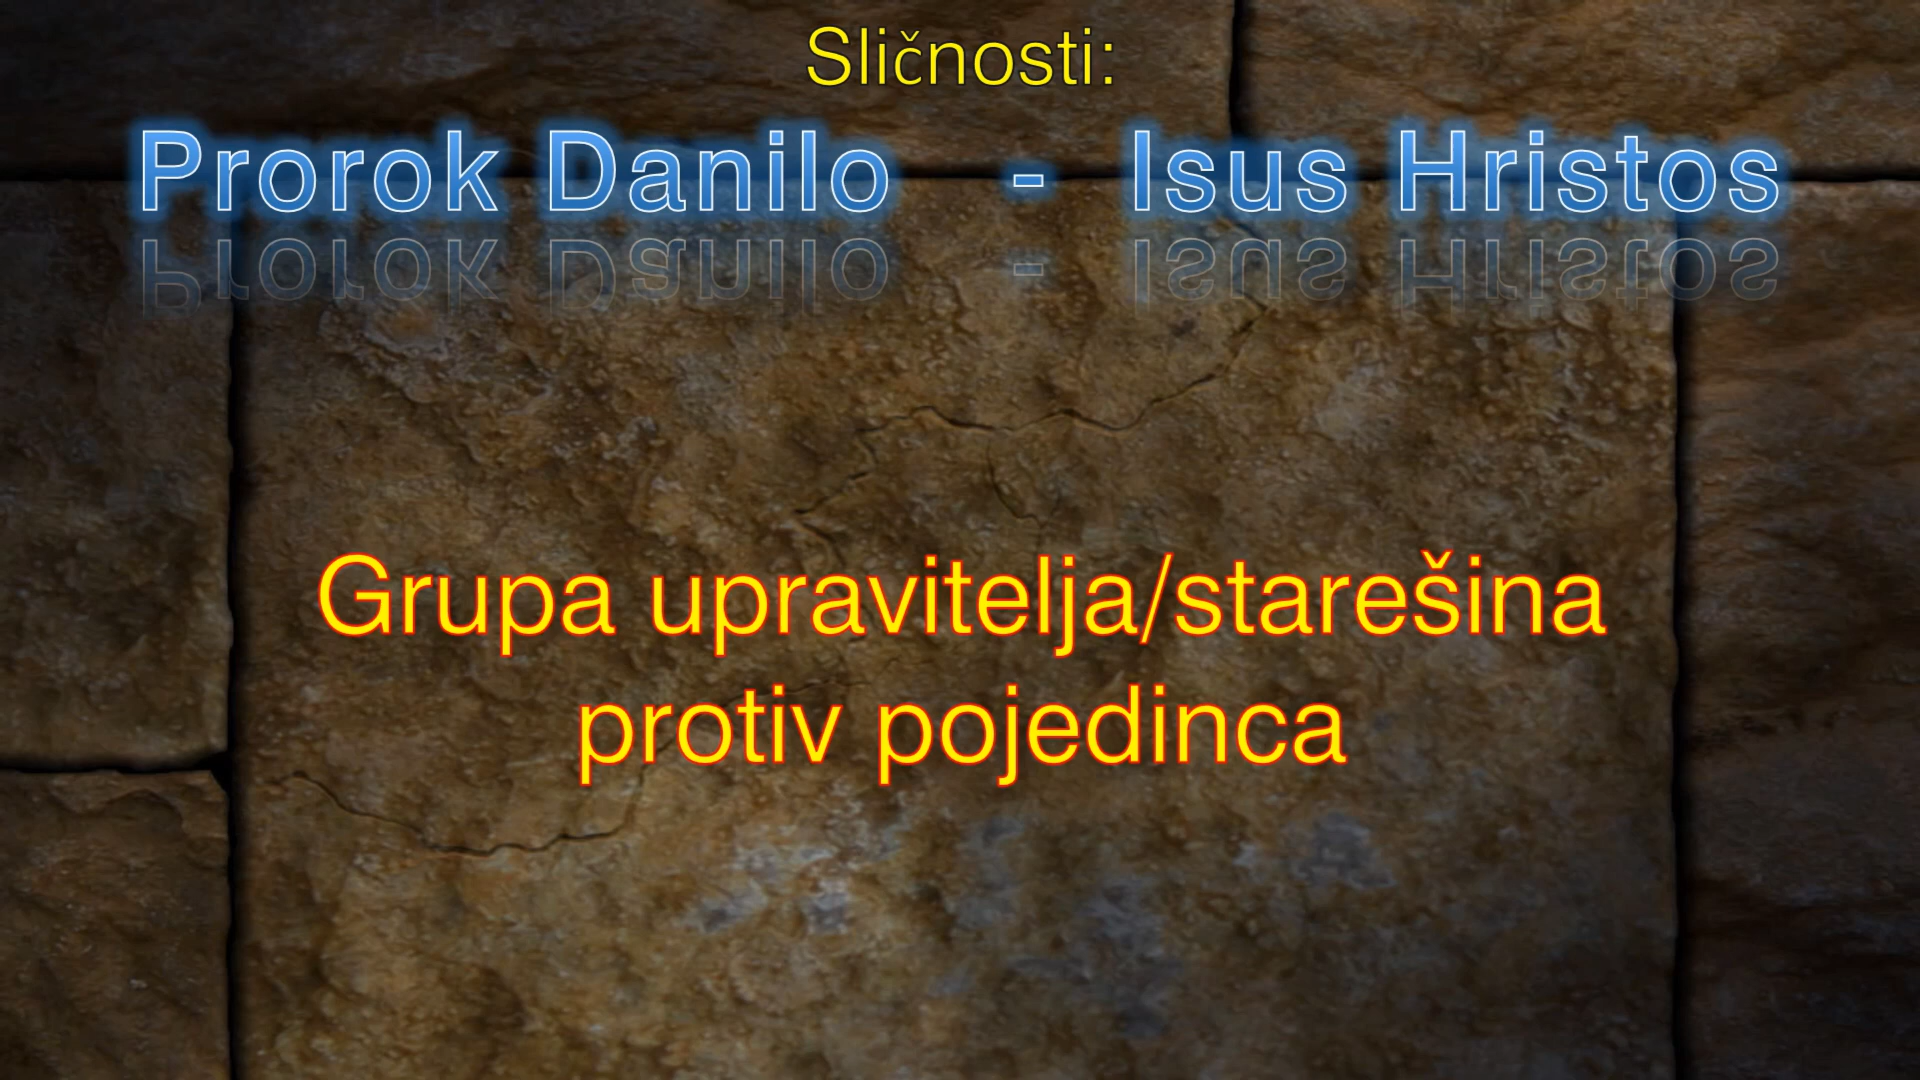 Sličnosti:
Prorok Danilo - Isus Hristos
Grupa upravitelja/starešina
protiv pojedinca